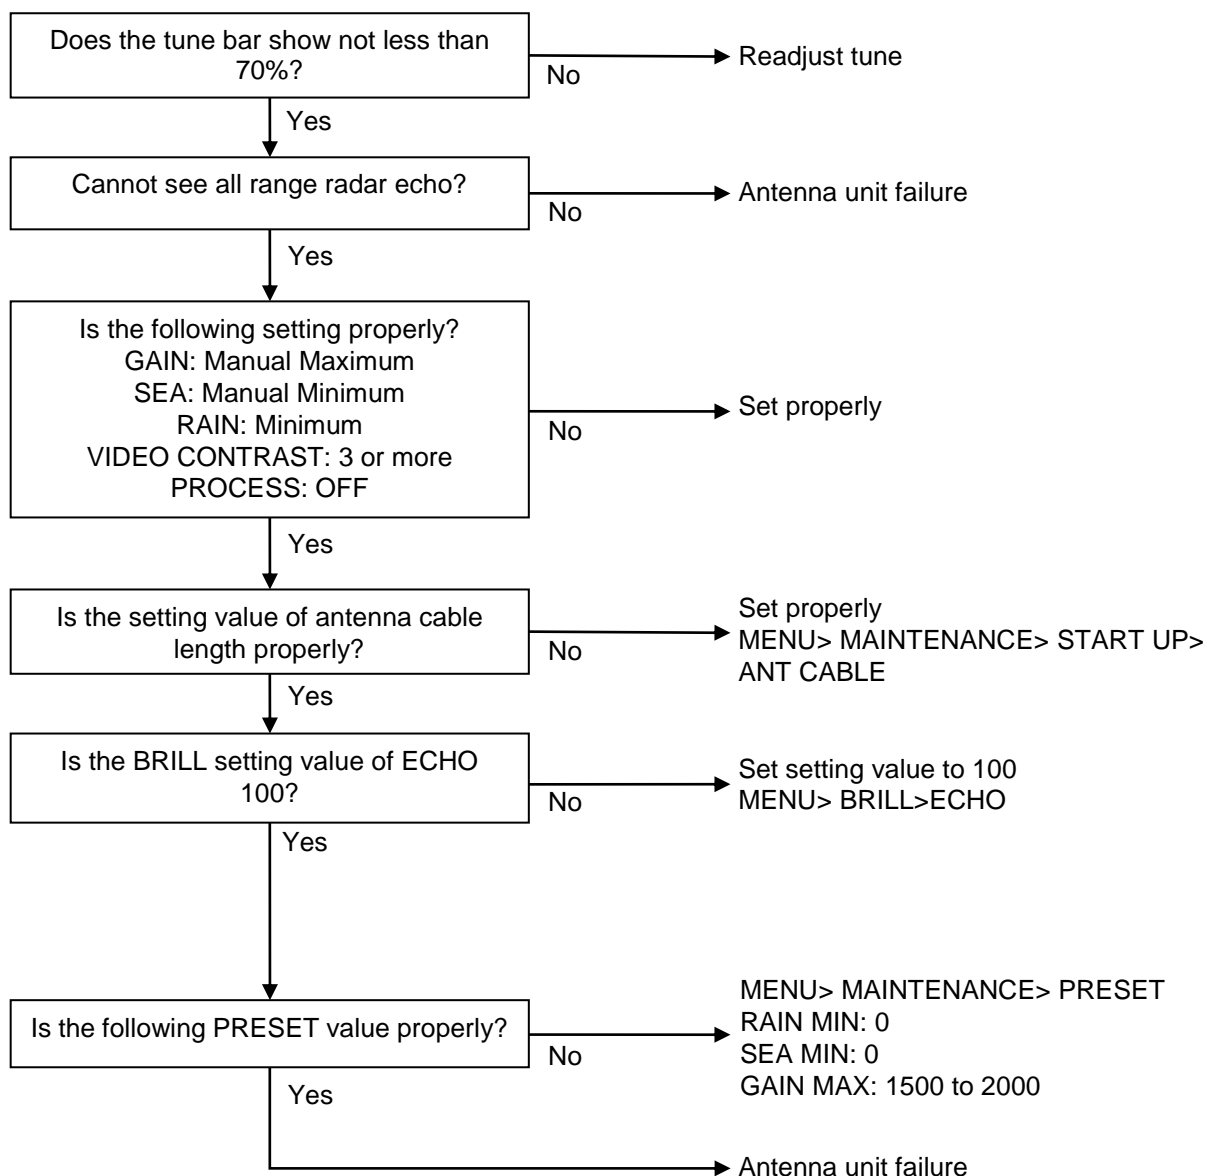 Does the tune bar show not less than
70%?
No
Readjust tune
Yes
Cannot see all range radar echo?
No
Antenna unit failure
Yes
Is the following setting properly?
GAIN: Manual Maximum
SEA: Manual Minimum
RAIN: Minimum
VIDEO CONTRAST: 3 or more
PROCESS: OFF
No
Set properly
Yes
Is the setting value of antenna cable
length properly?
No
Set properly
MENU> MAINTENANCE> START UP>
ANT CABLE
Yes
Is the BRILL setting value of ECHO
100?
No
Set setting value to 100
MENU> BRILL>ECHO
Yes
Is the following PRESET value properly?
No
MENU> MAINTENANCE> PRESET
RAIN MIN: 0
SEA MIN: 0
GAIN MAX: 1500 to 2000
Yes
Antenna unit failure